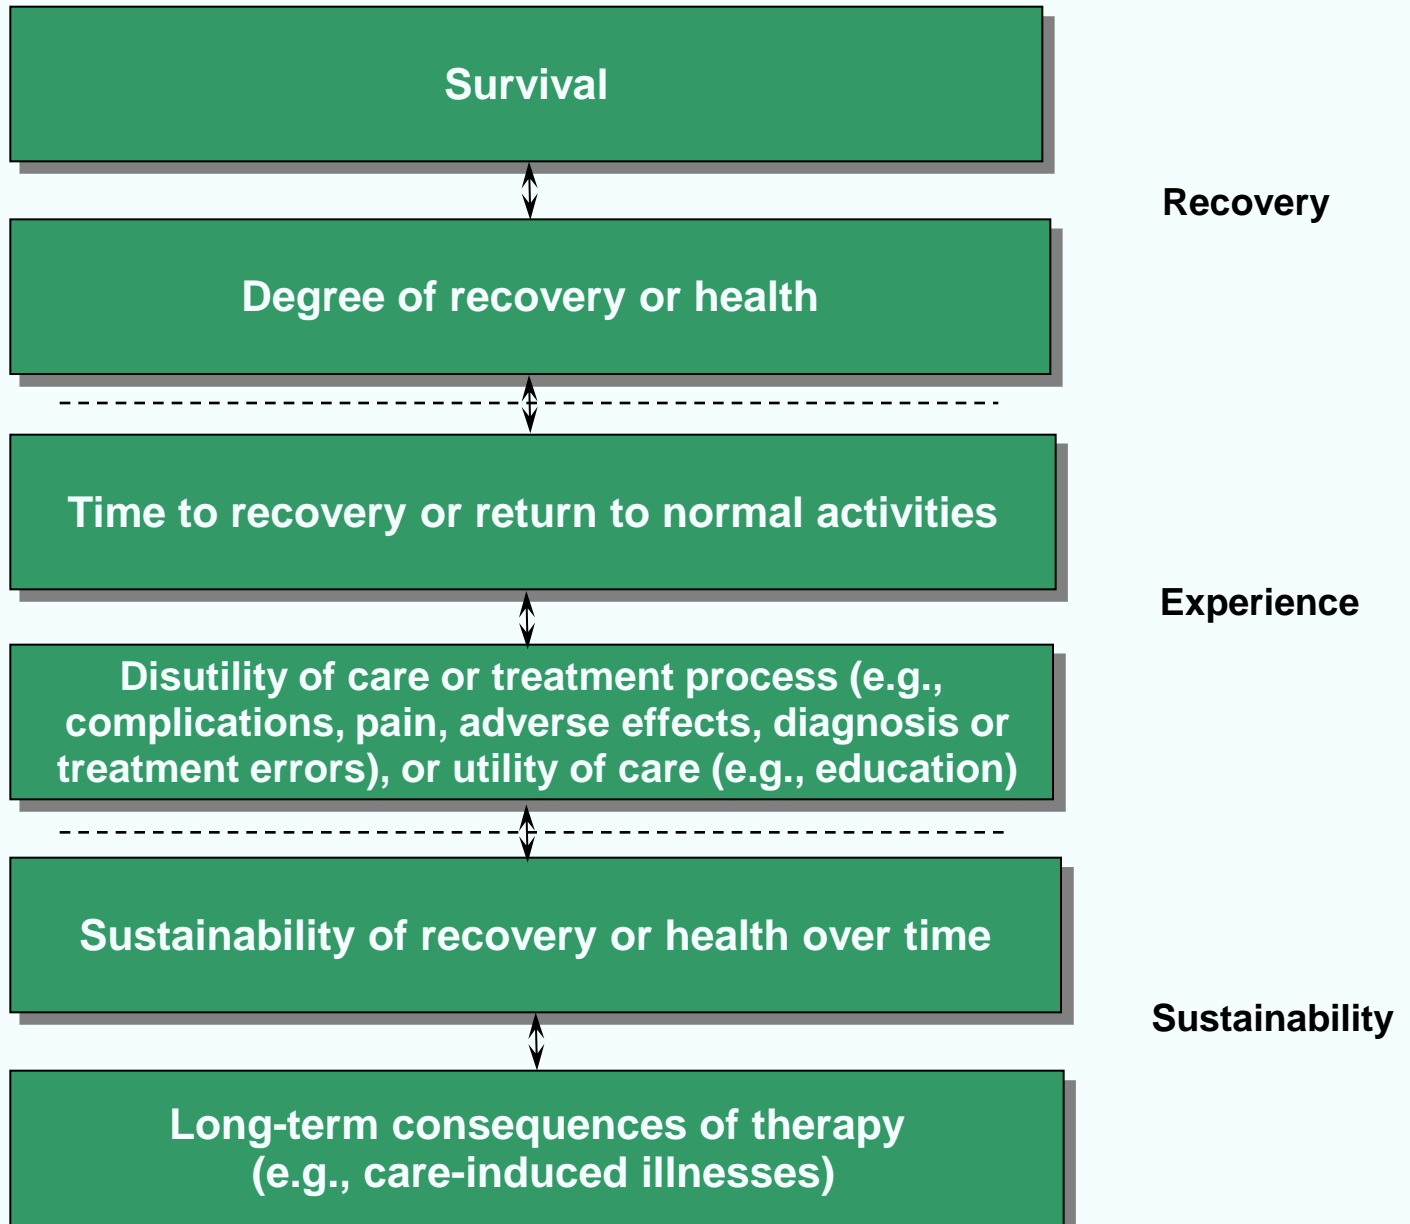 Survival
Recovery
Degree of recovery or health
Time to recovery or return to normal activities
Experience
Disutility of care or treatment process (e.g.,
complications, pain, adverse effects, diagnosis or
treatment errors), or utility of care (e.g., education)
Sustainability of recovery or health over time
Sustainability
Long-term consequences of therapy
(e.g., care-induced illnesses)